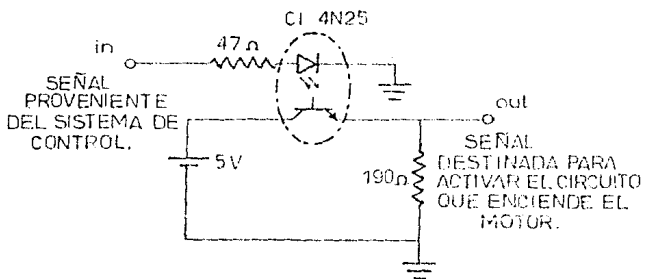 CI 4N25
47Ω
in
SEÑAL
PROVENIENTE
DEL SISTEMA DE
CONTROL.
out
SEÑAL
DESTINADA PARA
ACTIVAR EL CIRCUITO
QUE ENCIENDE EL
MOTOR.
5V
190Ω